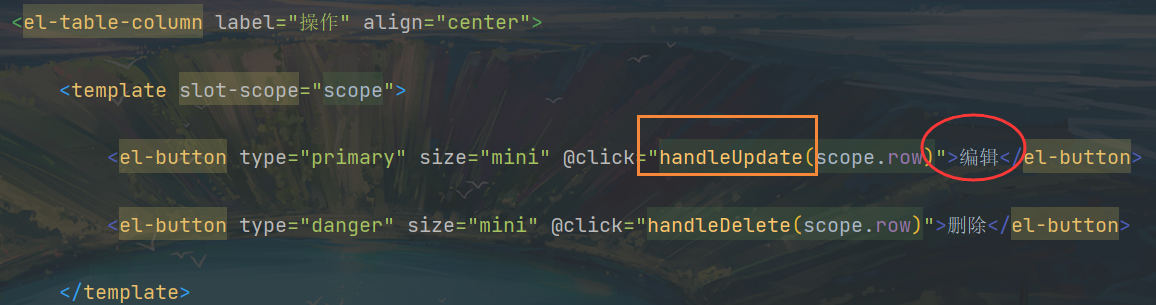 <el-table-column label="操作" align="center">
<template slot-scope="scope">
<el-button type="primary" size="mini" @click="handleUpdate(scope.row)">编辑</el-button>
<el-button type="danger" size="mini" @click="handleDelete(scope.row)">删除</el-button>
</template>